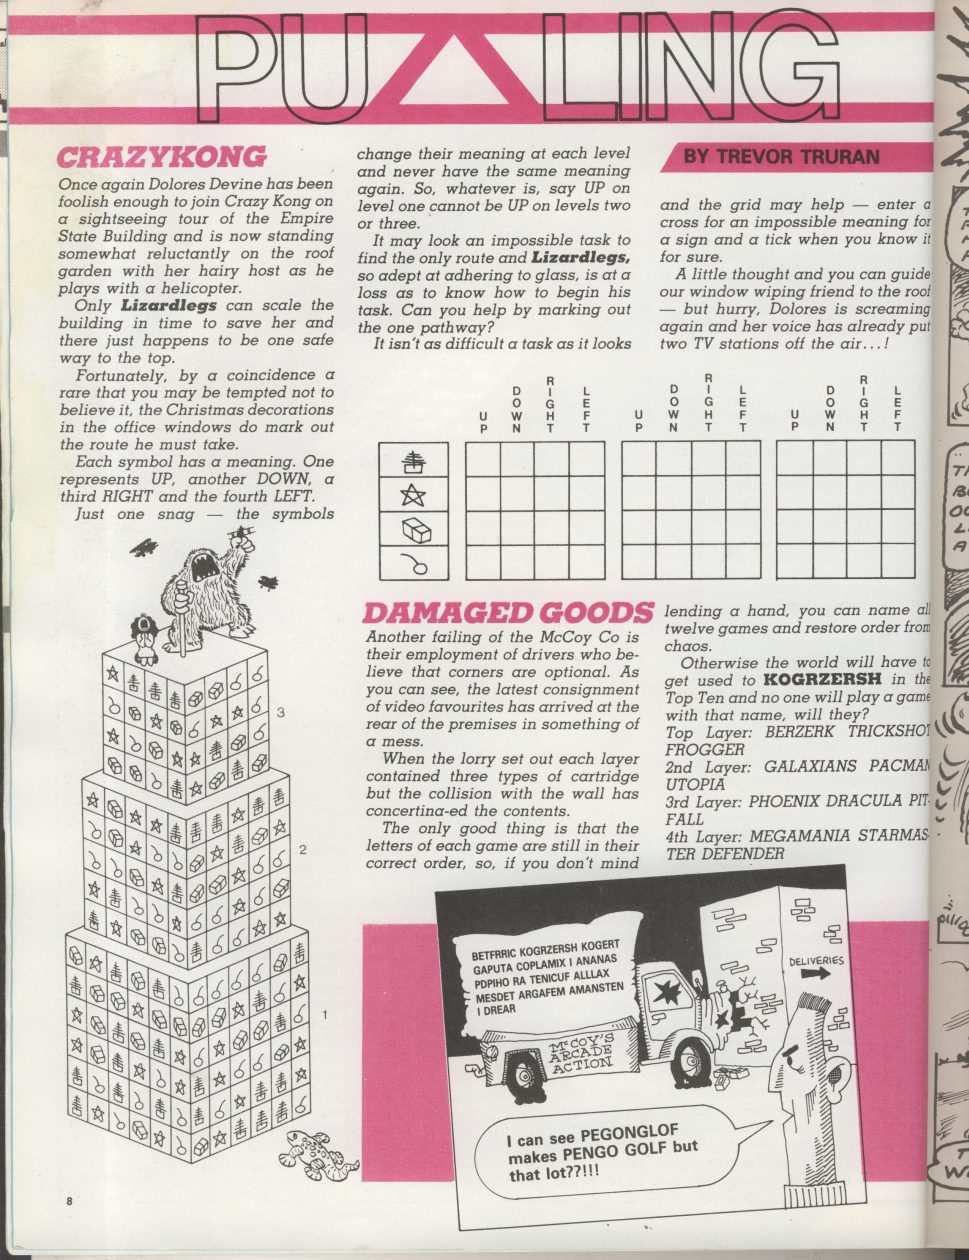 PUZZLING
CRAZYKONG
Once again Dolores Devine has been
foolish enough to join Crazy Kong on
a sightseeing tour of the Empire
State Building and is now standing
somewhat reluctantly on the roof
garden with her hairy host as he
plays with a helicopter.
Only Lizardlegs can scale the
building in time to save her and
there just happens to be one safe
way to the top.
Fortunately, by a coincidence a
rare that you may be tempted not to
believe it, the Christmas decorations
in the office windows do mark out
the route he must take.
Each symbol has a meaning. One
represents UP, another DOWN, a
third RIGHT and the fourth LEFT.
Just one snag — the symbols
change their meaning at each level
and never have the same meaning
again. So, whatever is, say UP on
level one cannot be UP on levels two
or three.
It may look an impossible task to
find the only route and Lizardlegs,
so adept at adhering to glass, is at a
loss as to know how to begin his
task. Can you help by marking out
the one pathway?
It isn't as difficult a task as it looks
BY TREVOR TRURAN
and the grid may help — enter a
cross for an impossible meaning for
a sign and a tick when you know it
for sure.
A little thought and you can guide
our window wiping friend to the roof
— but hurry, Dolores is screaming
again and her voice has already put
two TV stations off the air...!
UP DOWN RIGHT LEFT UP DOWN RIGHT LEFT UP DOWN RIGHT LEFT
3
2
1
DAMAGED GOODS
Another failing of the McCoy Co is
their employment of drivers who be-
lieve that corners are optional. As
you can see, the latest consignment
of video favourites has arrived at the
rear of the premises in something of
a mess.
When the lorry set out each layer
contained three types of cartridge
but the collision with the wall has
concertina-ed the contents.
The only good thing is that the
letters of each game are still in their
correct order, so, if you don't mind
lending a hand, you can name all
twelve games and restore order from
chaos.
Otherwise the world will have to
get used to KOGRZERSH in the
Top Ten and no one will play a game
with that name, will they?
Top Layer: BERZERK TRICKSHOT
FROGGER
2nd Layer: GALAXIANS PACMAN
UTOPIA
3rd Layer: PHOENIX DRACULA PIT-
FALL
4th Layer: MEGAMANIA STARMAS-
TER DEFENDER
BETFRRIC KOGRZERSH KOGERT
GAPUTA COPLAMIX I ANANAS
PDPIHO RA TENICUF ALLLAX
MESDET ARGAFEM AMANSTEN
I DREAR
DELIVERIES
McCOY'S
ARCADE
ACTION
I can see PEGONGLOF
makes PENGO GOLF but
that lot??!!!
8